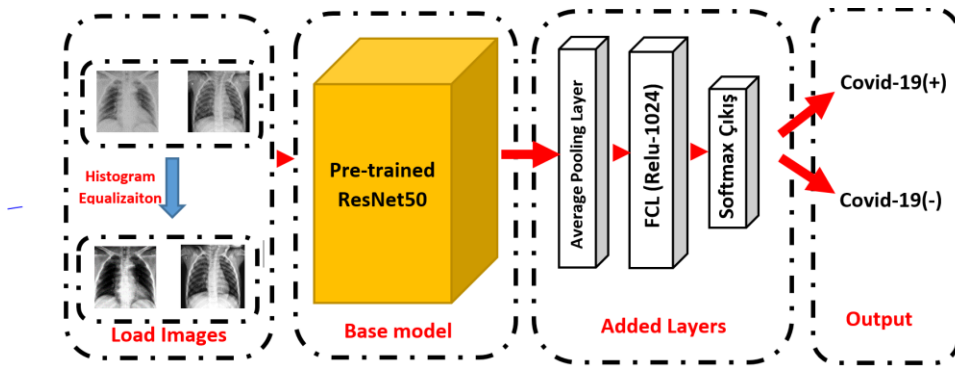 Histogram
Equalizaiton
Load Images
Pre-trained
ResNet50
Base model
Average Pooling Layer
FCL (Relu-1024)
Softmax Çıkış
Added Layers
Covid-19(+)
Covid-19(-)
Output